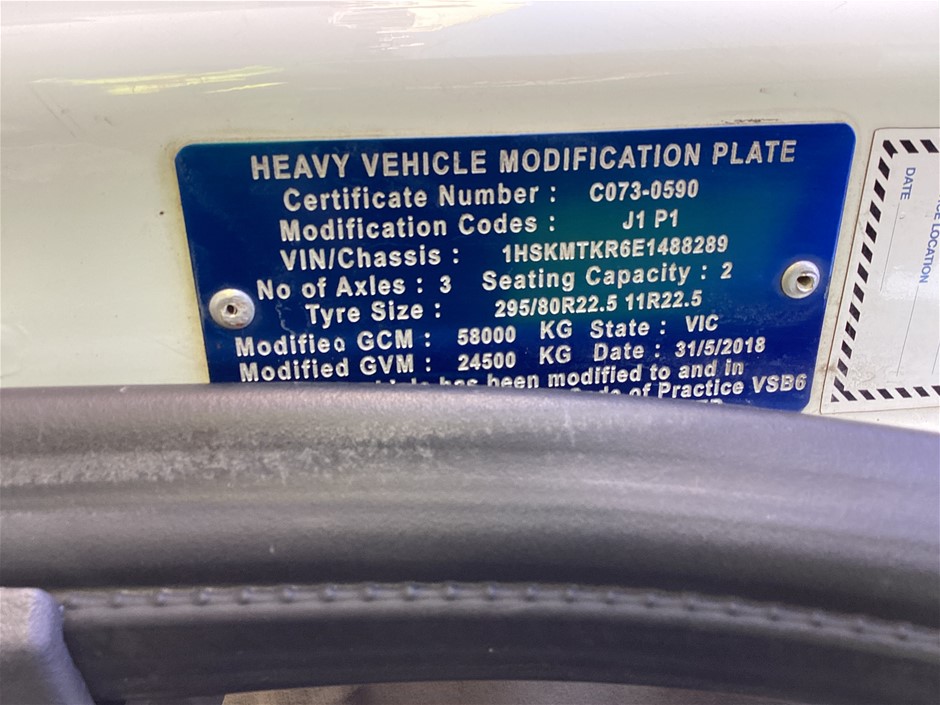 HEAVY VEHICLE MODIFICATION PLATE
Certificate Number : C073-0590
Modification Codes : J1 P1
VIN/Chassis : 1HSKMTKR6E1488289
No of Axles : 3 Seating Capacity : 2
Tyre Size : 295/80R22.5 11R22.5
Modified GCM : 58000 KG State : VIC
Modified GVM : 24500 KG Date : 31/5/2018
has been modified to and in
of Practice VSB6
DATE
LOCATION